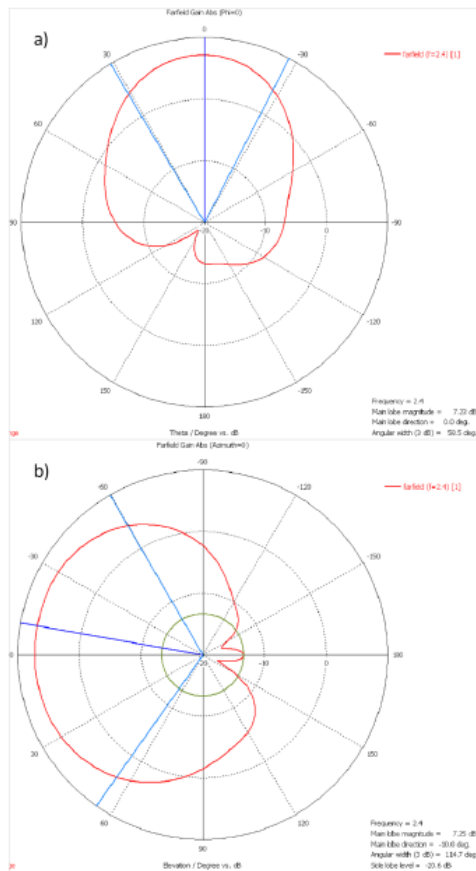 Farfield Gain Abs (Phi=0)
a)
0
farfield (f=2.4) [1]
30
-30
60
-60
90
-20
-10
0
-90
120
-120
150
-150
180
Frequency = 2.4
Main lobe magnitude = 7.23 dB
Main lobe direction = 0.0 deg.
Theta / Degree vs. dB
Angular width (3 dB) = 58.5 deg.
Farfield Gain Abs (Azimuth=0)
b)
-90
farfield (f=2.4) [1]
-60
-120
-30
-150
0
-20
-10
0
180
30
150
60
120
90
Frequency = 2.4
Main lobe magnitude = 7.25 dB
Main lobe direction = -10.0 deg.
Angular width (3 dB) = 114.7 deg.
Elevation / Degree vs. dB
Side lobe level = -20.6 dB